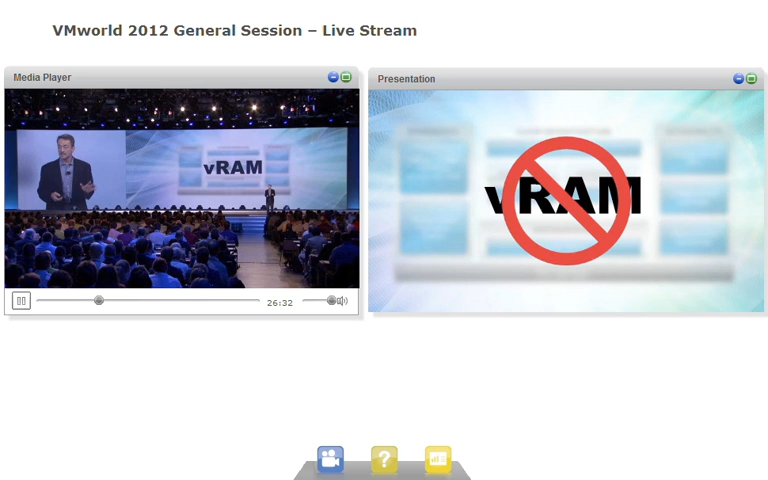 VMworld 2012 General Session – Live Stream
Media Player
Presentation
vRAM
vRAM
26:32
?